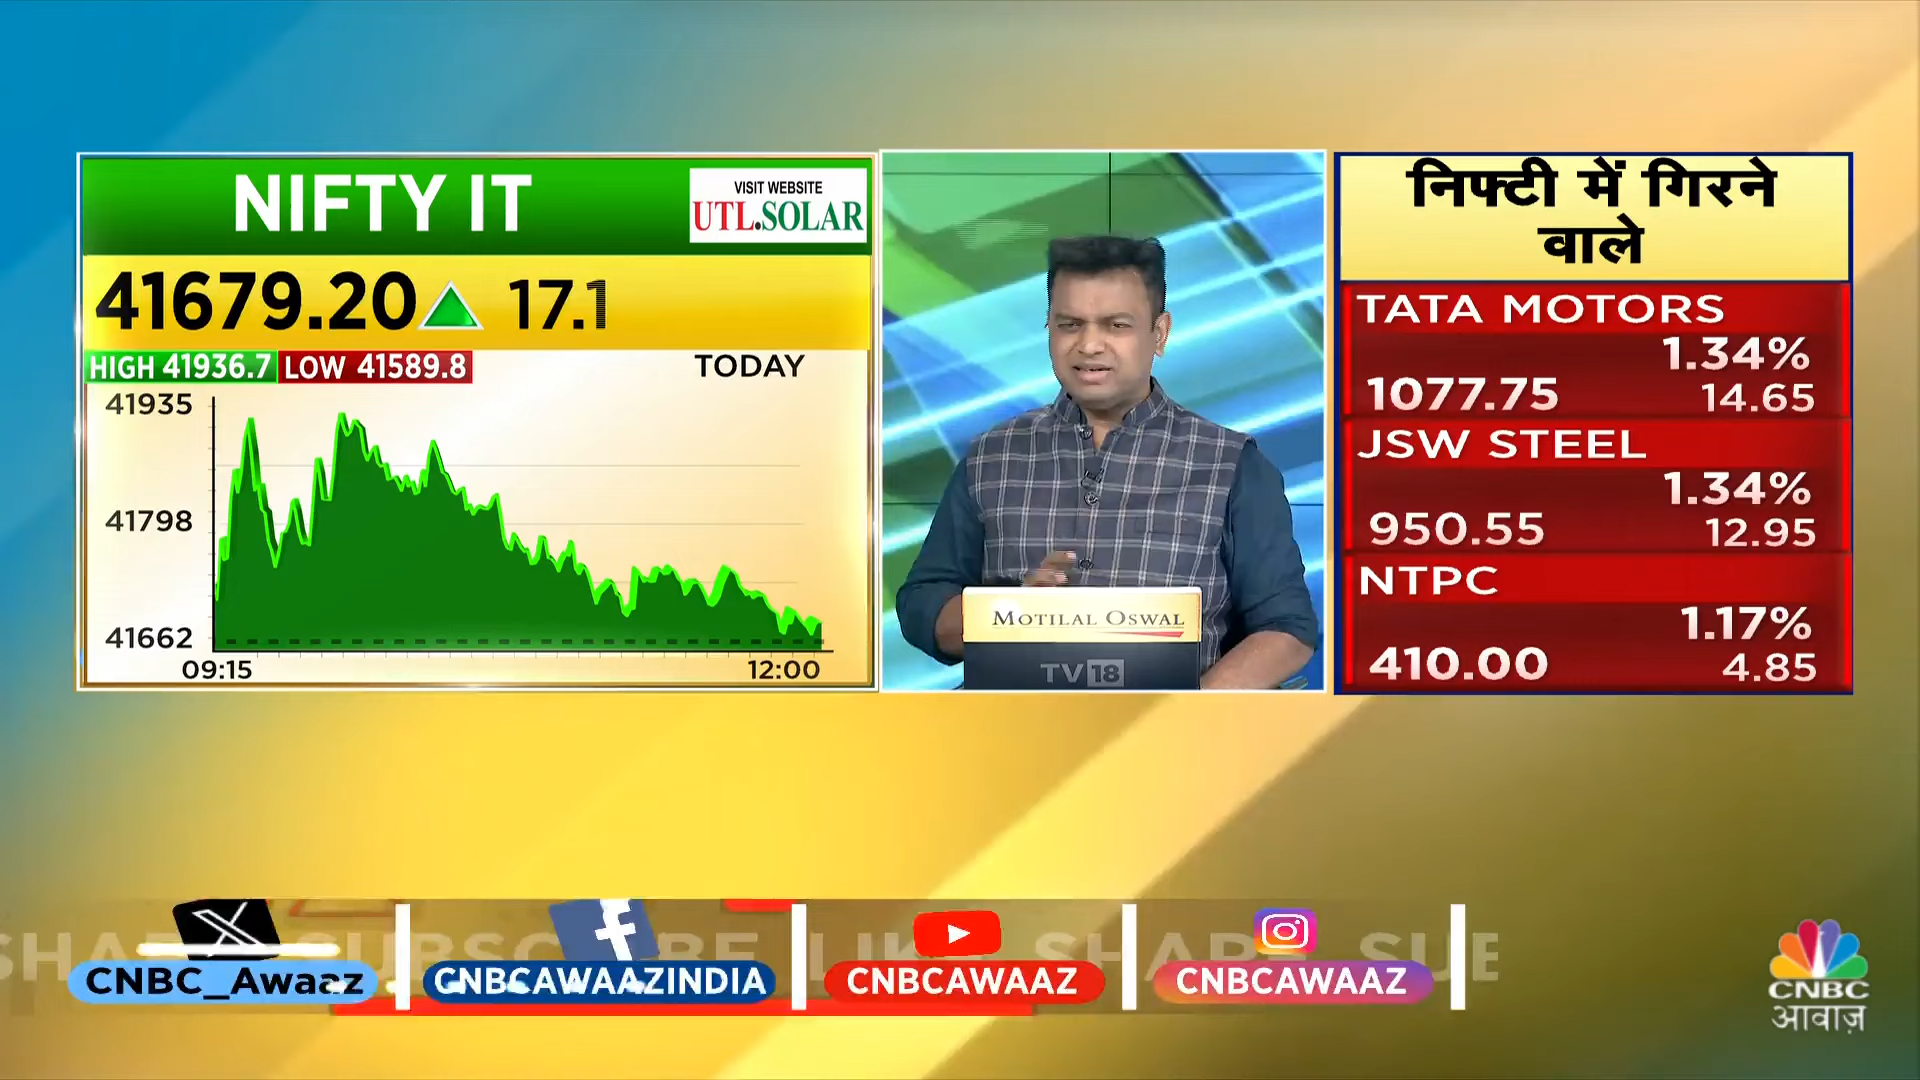 NIFTY IT
VISIT WEBSITE
UTL.SOLAR
41679.20 17.1
HIGH 41936.7 LOW 41589.8
TODAY
41935
41798
41662
09:15
12:00
MOTILAL OSWAL
TV18
निफ्टी में गिरने
वाले
TATA MOTORS
1.34%
1077.75
14.65
JSW STEEL
1.34%
950.55
12.95
NTPC
1.17%
410.00
4.85
CNBC_Awaaz
CNBCAWAAZINDIA
CNBCAWAAZ
CNBCAWAAZ
CNBC
आवाज़